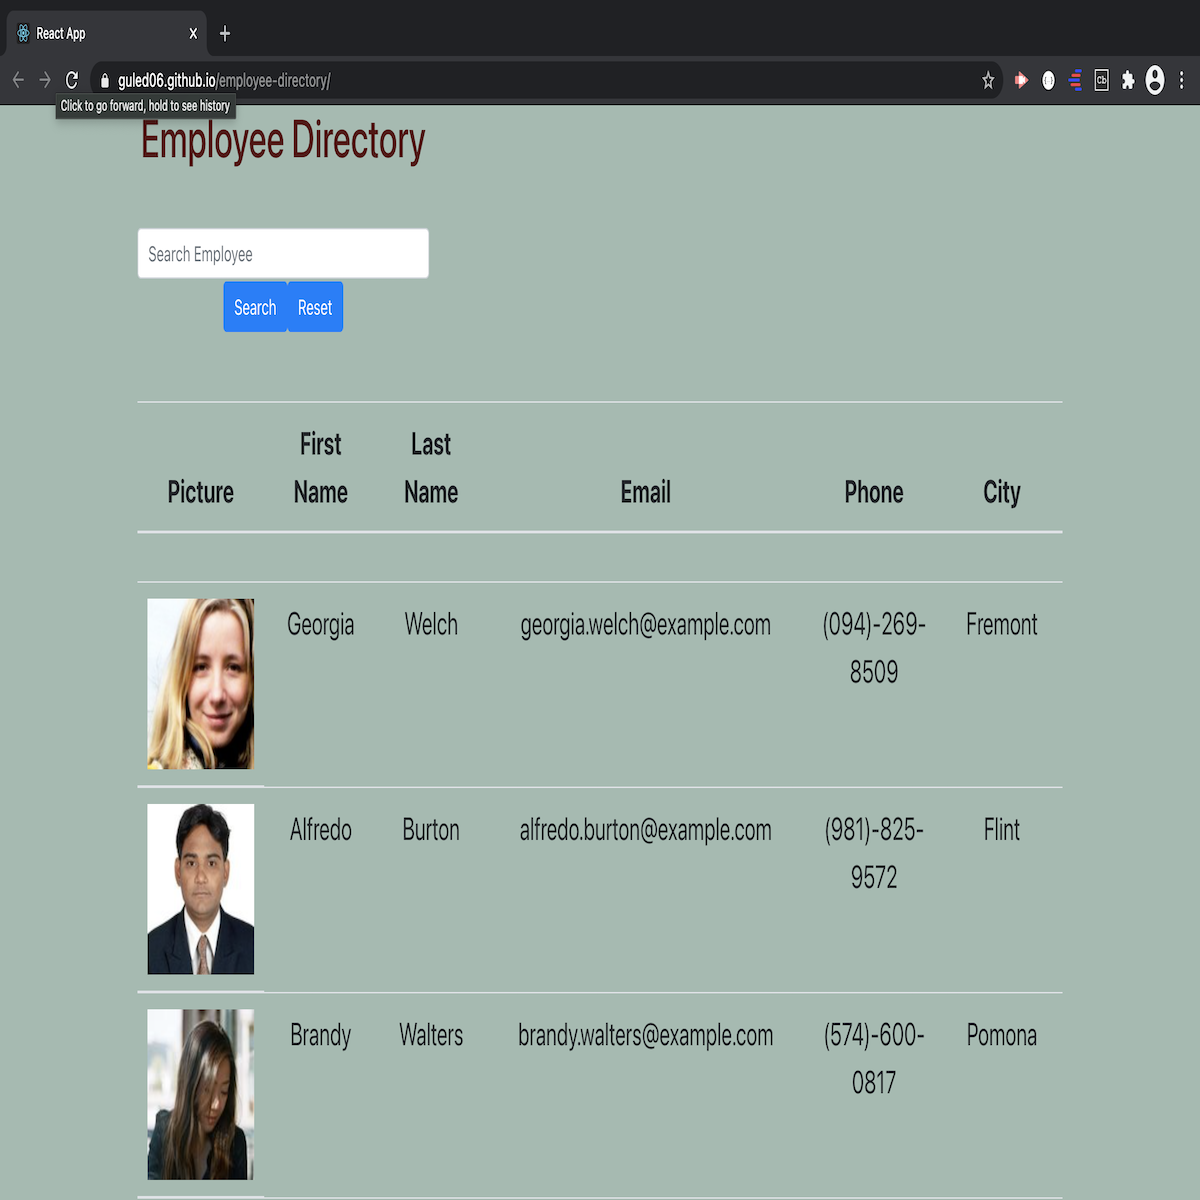 React App
guled06.github.io/employee-directory/
Cb
Click to go forward, hold to see history
Employee Directory
Search Employee
Search Reset
Picture First Name Last Name Email Phone City
Georgia Welch georgia.welch@example.com (094)-269-
8509
Fremont
Alfredo Burton alfredo.burton@example.com (981)-825-
9572
Flint
Brandy Walters brandy.walters@example.com (574)-600-
0817
Pomona